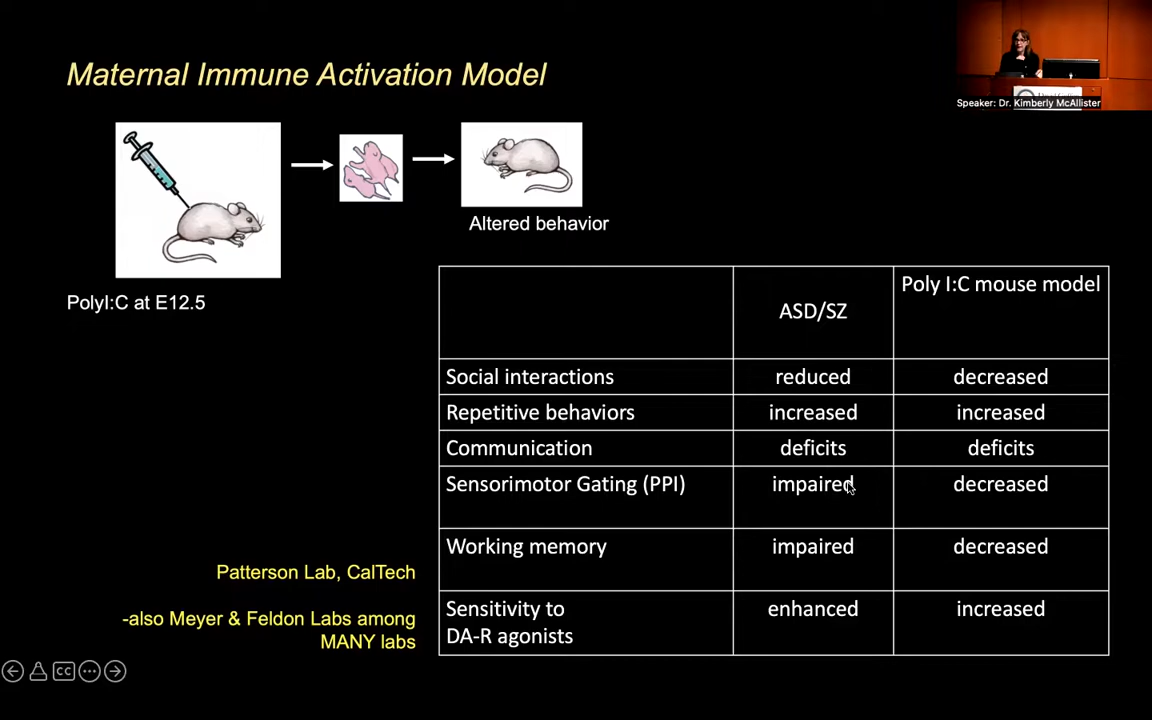 Maternal Immune Activation Model
Speaker: Dr. Kimberly McAllister
Altered behavior
PolyI:C at E12.5
ASD/SZ
Poly I:C mouse model
Social interactions reduced decreased
Repetitive behaviors increased increased
Communication deficits deficits
Sensorimotor Gating (PPI) impaired decreased
Working memory impaired decreased
Sensitivity to enhanced increased
DA-R agonists
Patterson Lab, CalTech
-also Meyer & Feldon Labs among
MANY labs
CC